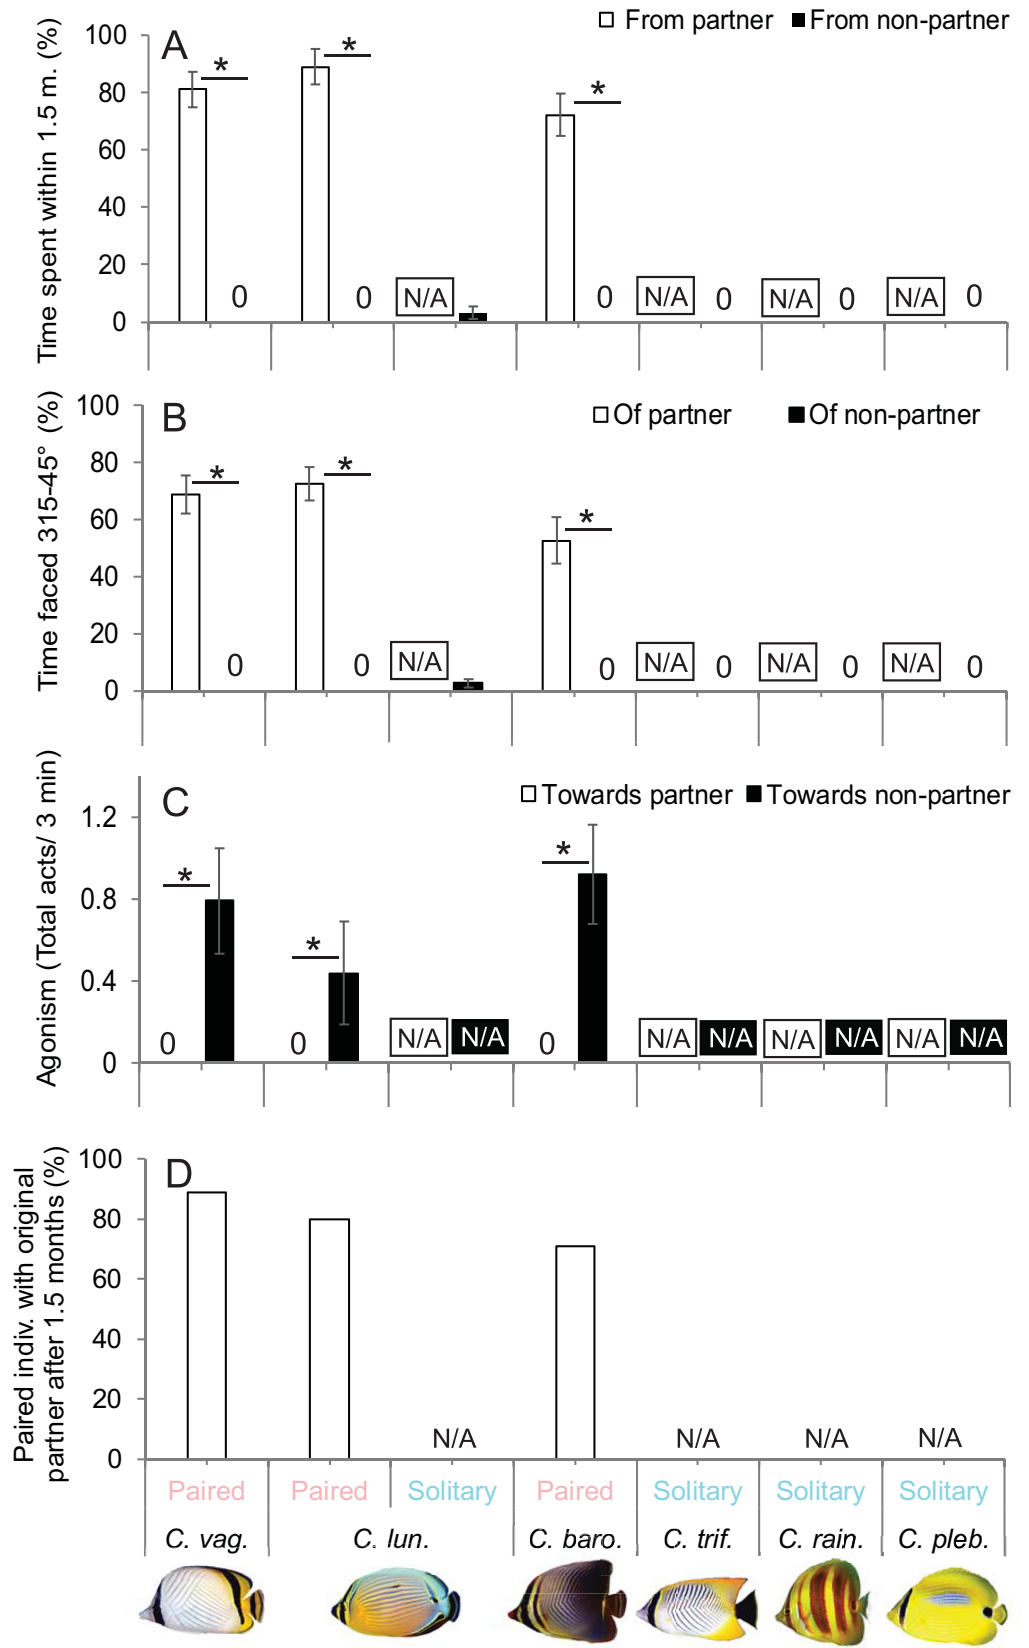 From partner From non-partner
A
Time spent within 1.5 m. (%)
100
80
60
40
20
0
* * *
0 0 N/A 0 N/A 0 N/A 0 N/A 0
B
Of partner Of non-partner
Time faced 315-45° (%)
100
80
60
40
20
0
* * *
0 0 N/A 0 N/A 0 N/A 0 N/A 0
C
Towards partner Towards non-partner
Agonism (Total acts/ 3 min)
1.2
0.8
0.4
0
* * *
0 0 N/A N/A 0 N/A N/A N/A N/A N/A N/A
D
Paired indiv. with original
partner after 1.5 months (%)
100
80
60
40
20
0
N/A N/A N/A N/A
Paired Paired Solitary Paired Solitary Solitary Solitary
C. vag. C. lun. C. baro. C. trif. C. rain. C. pleb.